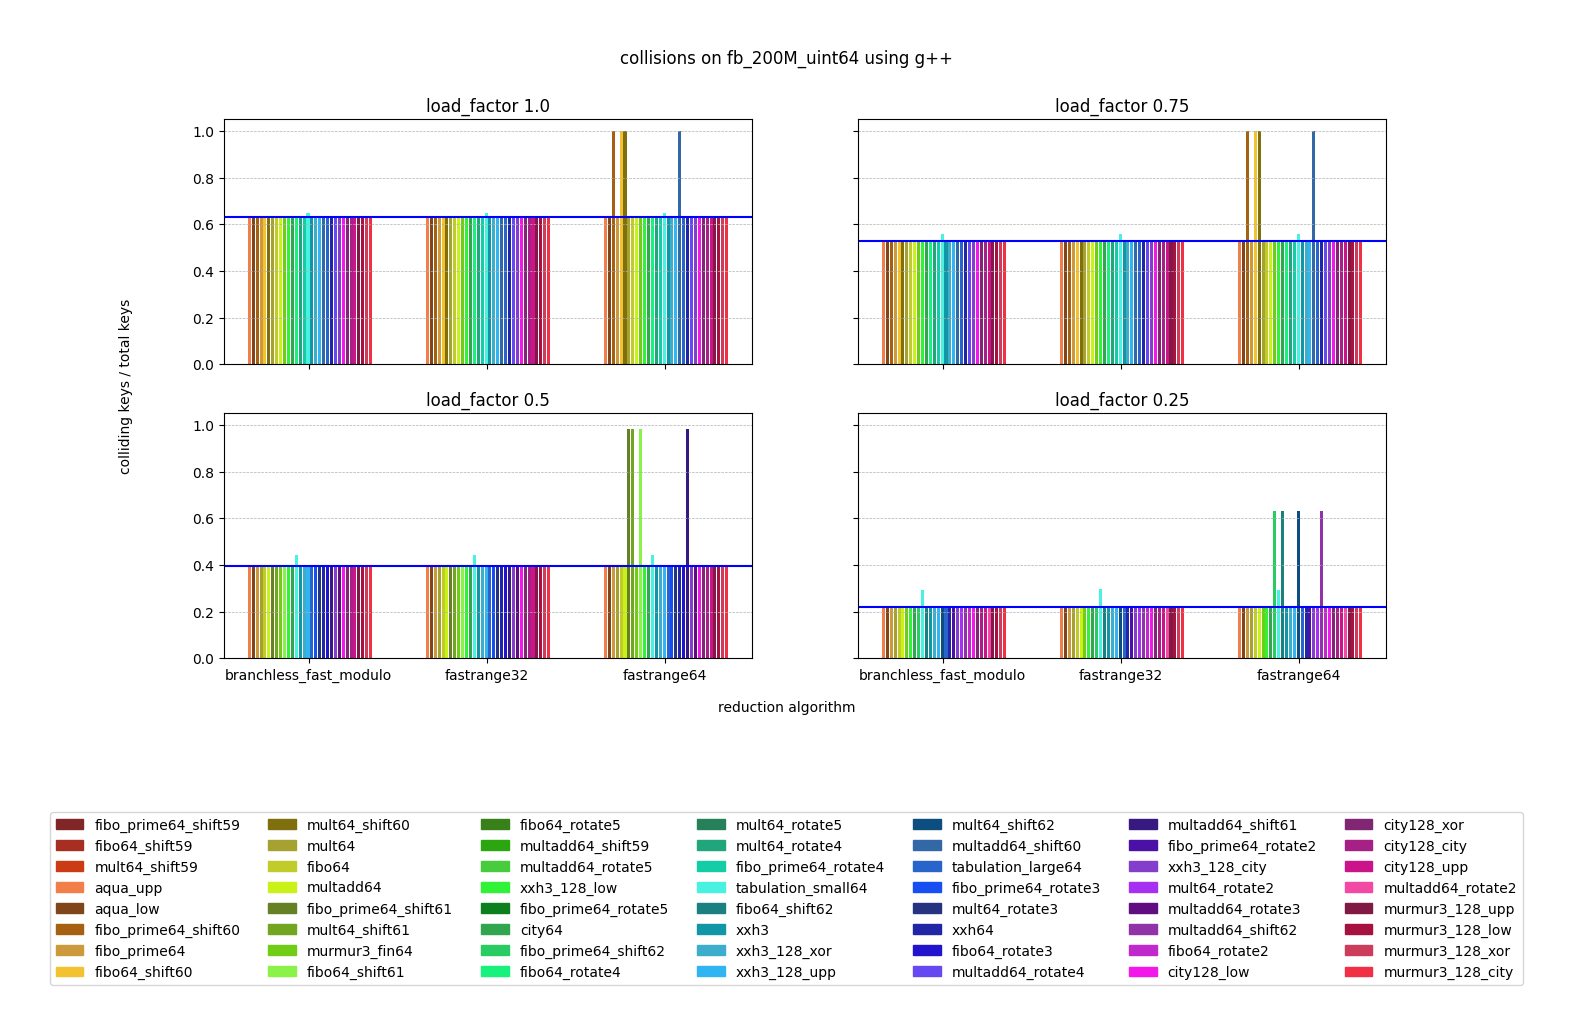 collisions on fb_200M_uint64 using g++
load_factor 1.0
load_factor 0.75
1.0
0.8
0.6
0.4
0.2
0.0
colliding keys / total keys
load_factor 0.5
load_factor 0.25
1.0
0.8
0.6
0.4
0.2
0.0
branchless_fast_modulo fastrange32 fastrange64
branchless_fast_modulo fastrange32 fastrange64
reduction algorithm
fibo_prime64_shift59 mult64_shift60 fibo64_rotate5 mult64_rotate5 mult64_shift62 multadd64_shift61 city128_xor
fibo64_shift59 mult64 multadd64_shift59 mult64_rotate4 multadd64_shift60 fibo_prime64_rotate2 city128_city
mult64_shift59 fibo64 multadd64_rotate5 fibo_prime64_rotate4 tabulation_large64 xxh3_128_city city128_upp
aqua_upp multadd64 xxh3_128_low tabulation_small64 fibo_prime64_rotate3 mult64_rotate2 multadd64_rotate2
aqua_low fibo_prime64_shift61 fibo_prime64_rotate5 fibo64_shift62 mult64_rotate3 multadd64_rotate3 murmur3_128_upp
fibo_prime64_shift60 mult64_shift61 city64 xxh3 xxh64 multadd64_shift62 murmur3_128_low
fibo_prime64 murmur3_fin64 fibo_prime64_shift62 xxh3_128_xor fibo64_rotate3 fibo64_rotate2 murmur3_128_xor
fibo64_shift60 fibo64_shift61 fibo64_rotate4 xxh3_128_upp multadd64_rotate4 city128_low murmur3_128_city